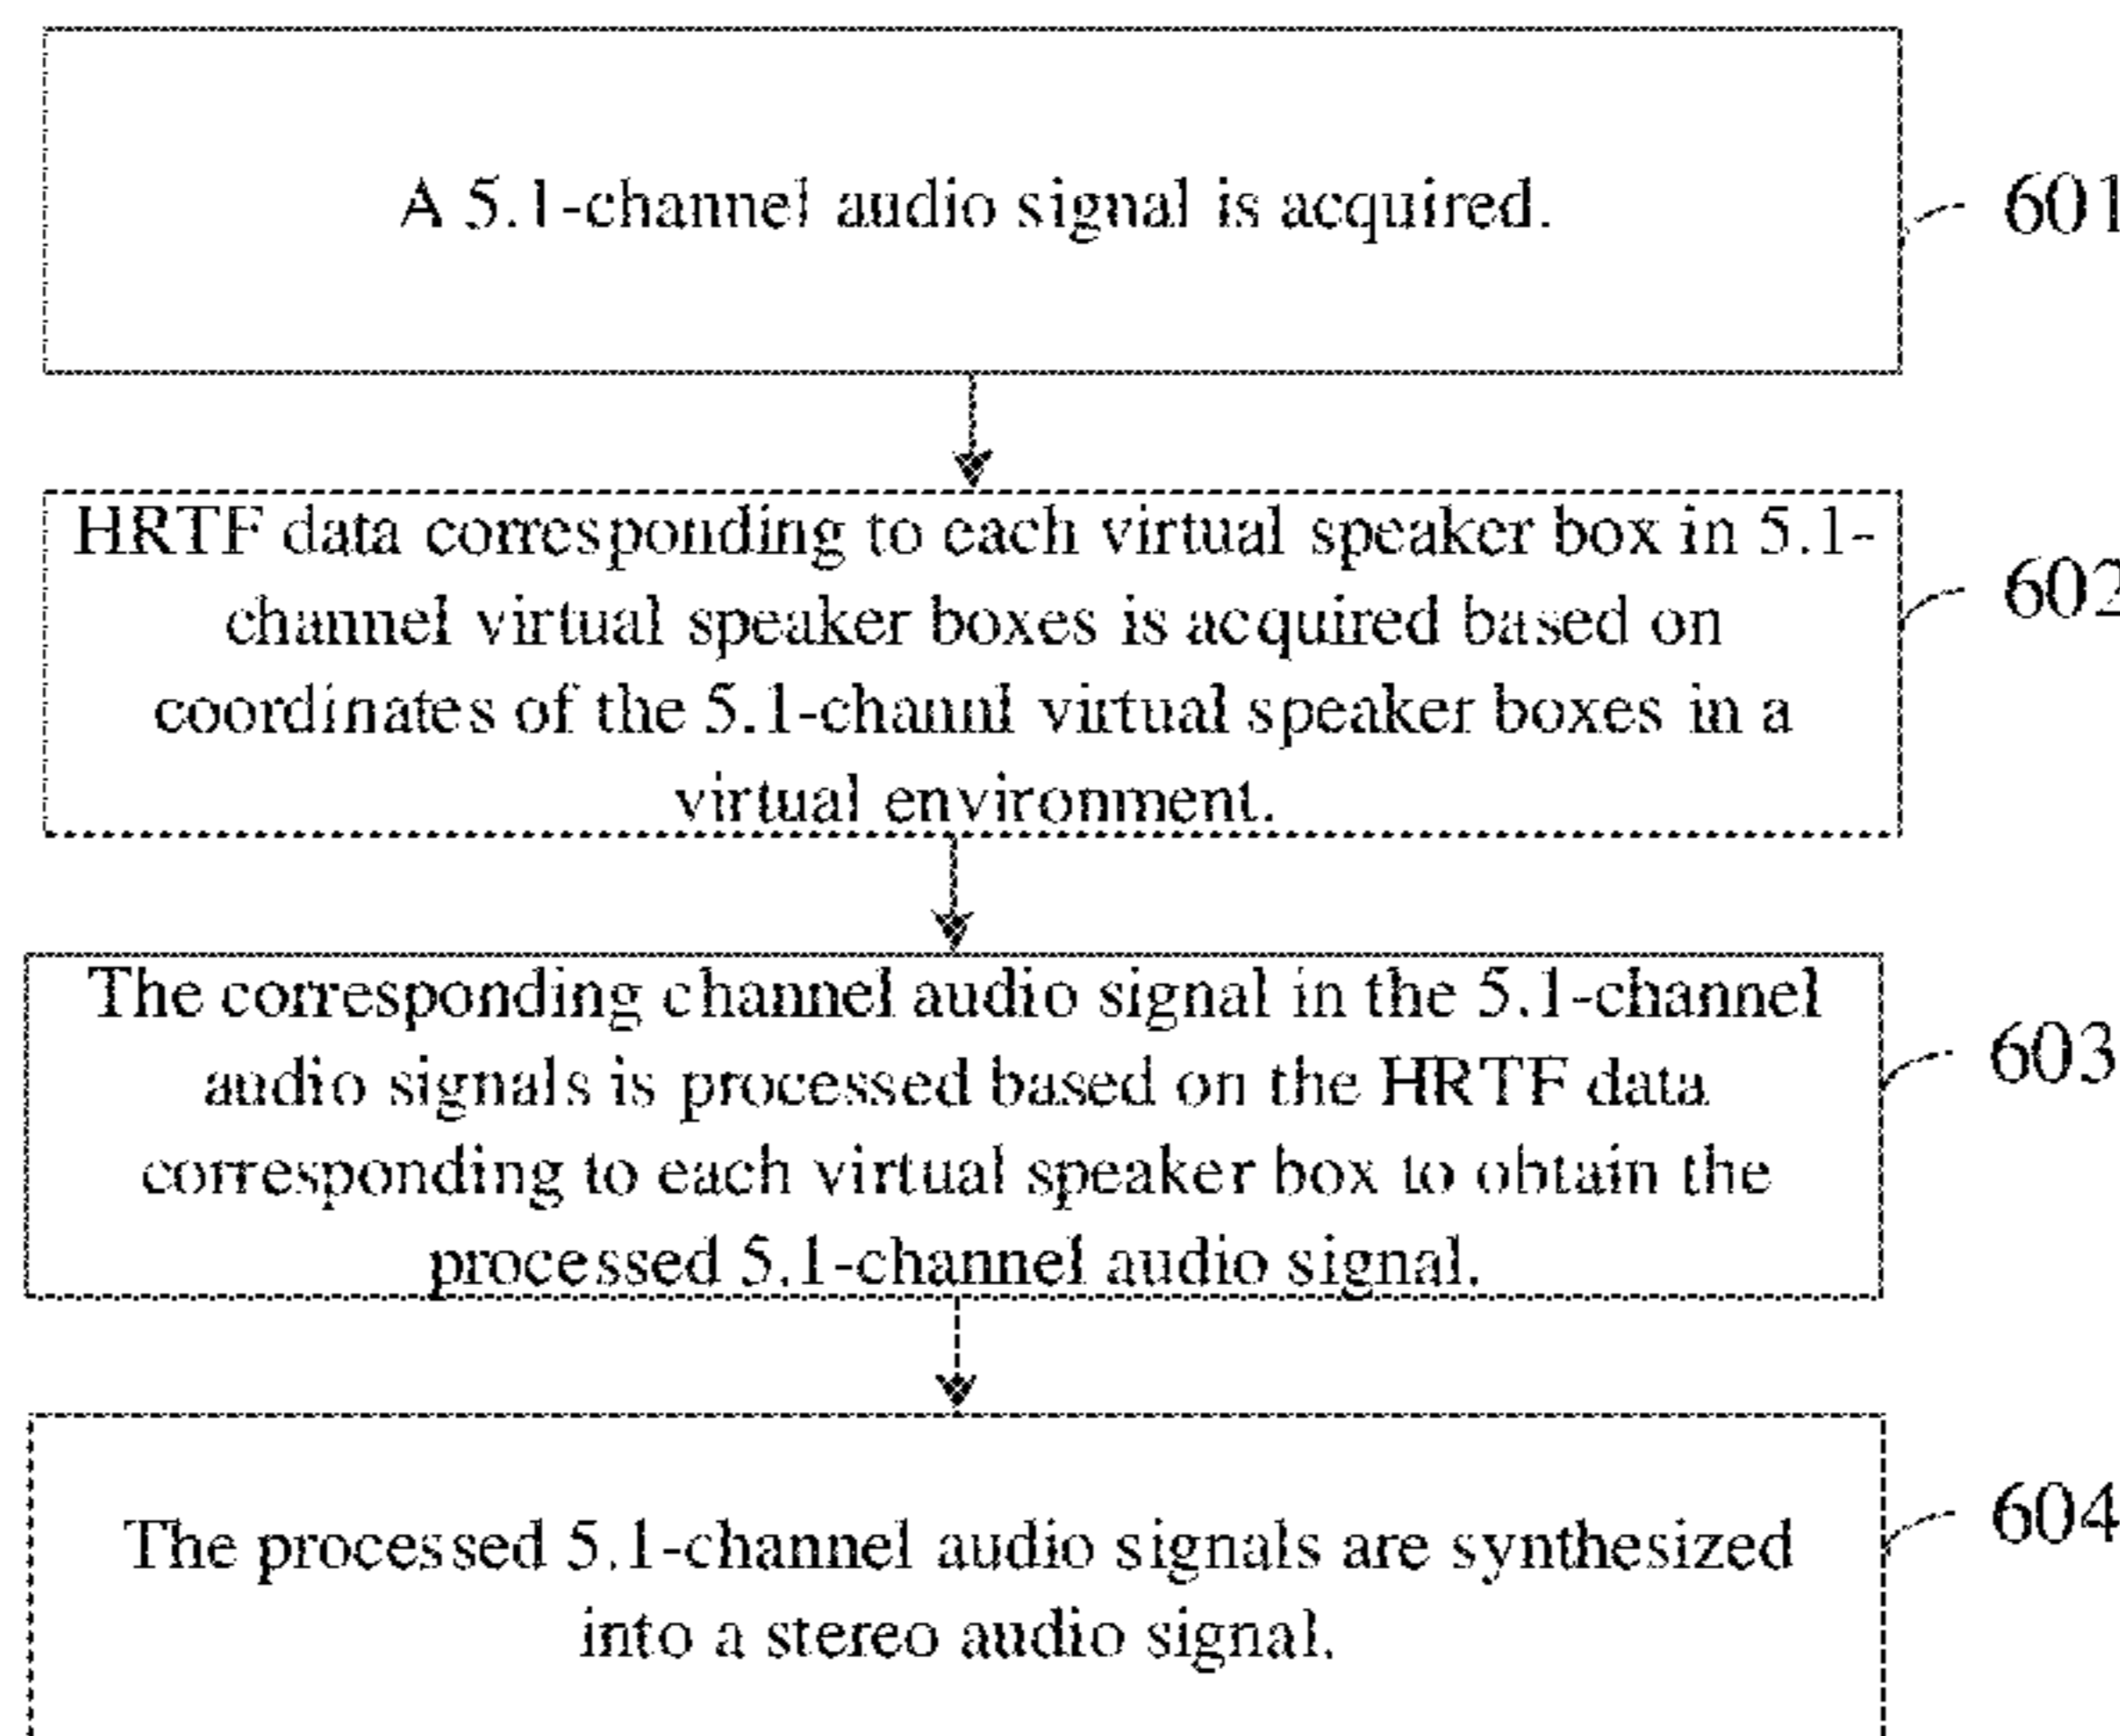 A 5.1-channel audio signal is acquired.
601
HRTF data corresponding to each virtual speaker box in 5.1-
channel virtual speaker boxes is acquired based on
coordinates of the 5.1-channl virtual speaker boxes in a
virtual environment.
602
The corresponding channel audio signal in the 5.1-channel
audio signals is processed based on the HRTF data
corresponding to each virtual speaker box to obtain the
processed 5.1-channel audio signal.
603
The processed 5.1-channel audio signals are synthesized
into a stereo audio signal.
604